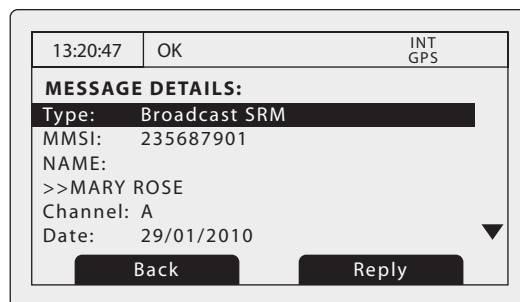 13:20:47 OK INT
GPS
MESSAGE DETAILS:
Type: Broadcast SRM
MMSI: 235687901
NAME:
>>MARY ROSE
Channel: A
Date: 29/01/2010
Back Reply